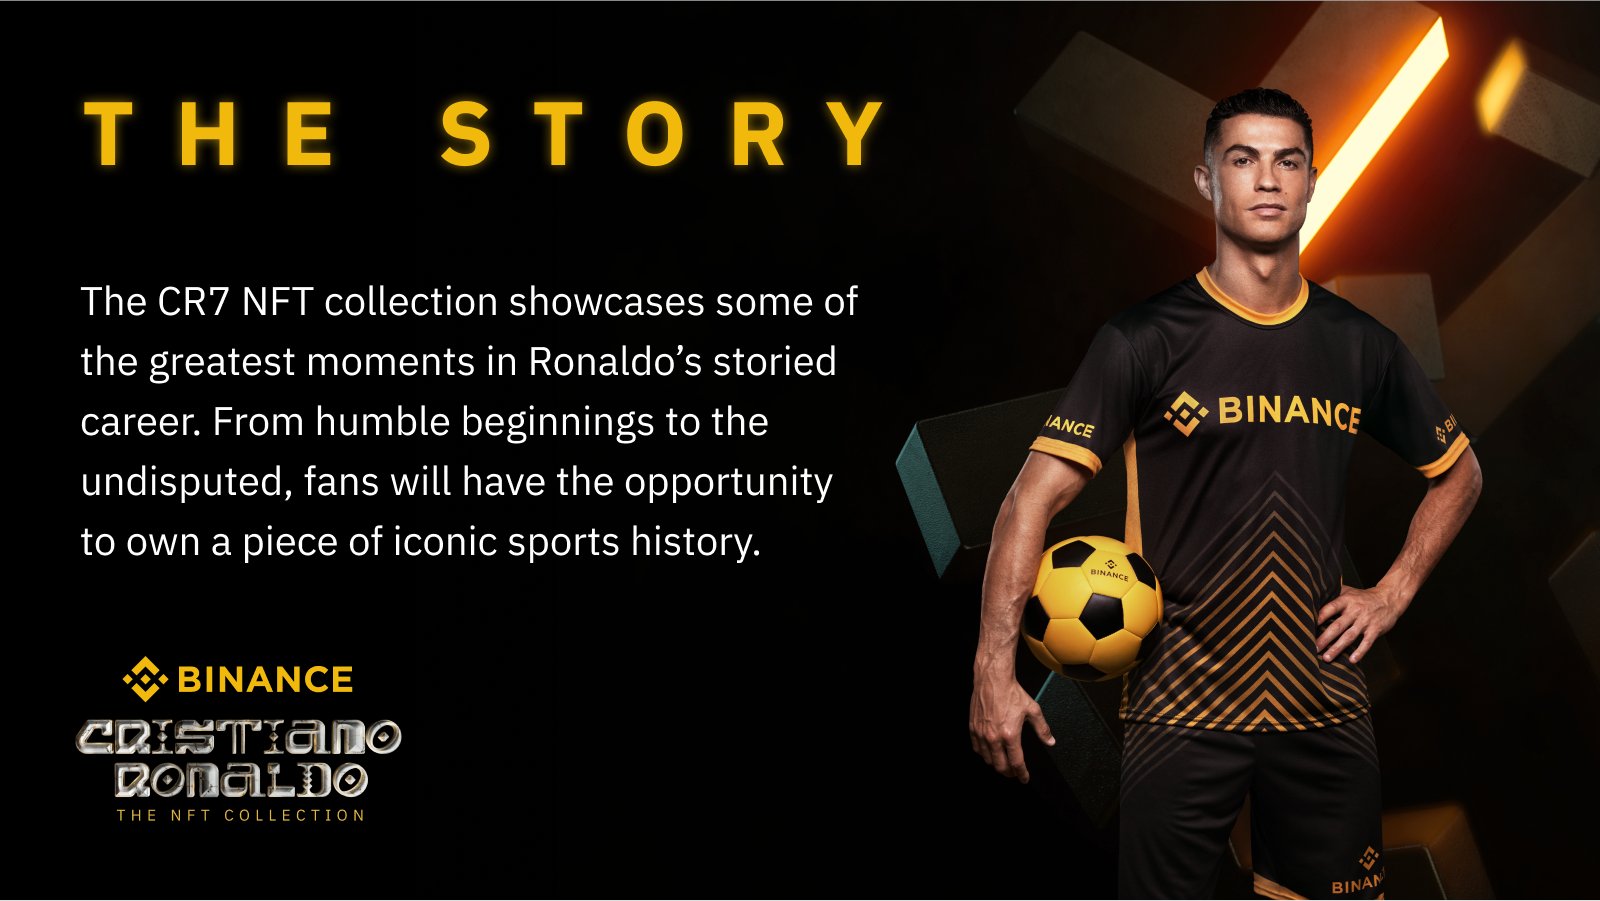 THE STORY
The CR7 NFT collection showcases some of
the greatest moments in Ronaldo’s storied
career. From humble beginnings to the
undisputed, fans will have the opportunity
to own a piece of iconic sports history.
BINANCE
CRISTIANO
RONALDO
THE NFT COLLECTION
BINANCE
BINANCE
BINANCE